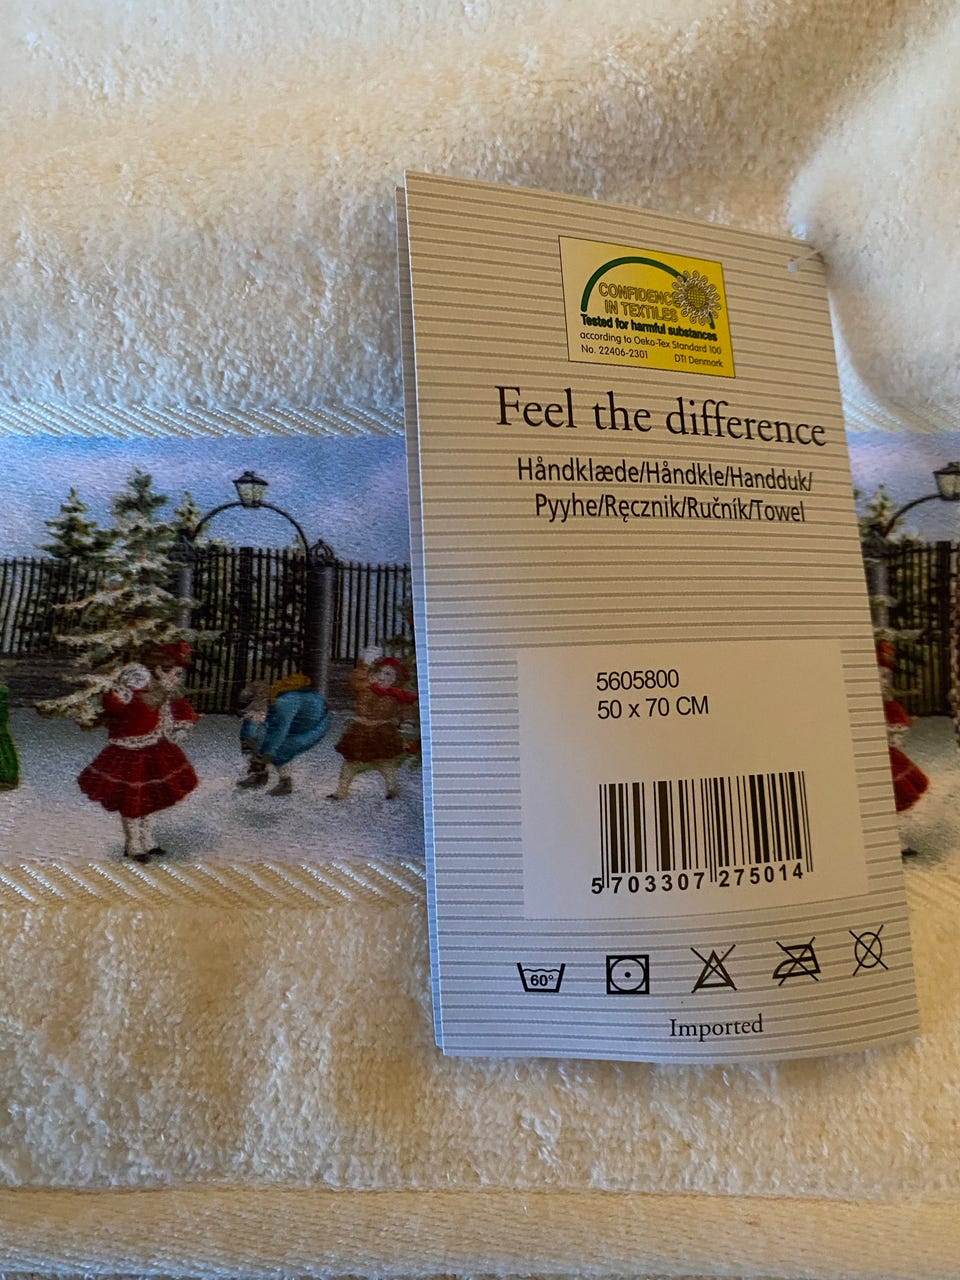 CONFIDENCE
IN TEXTILES
Tested for harmful substances
according to Oeko-Tex Standard 100
No. 22406-2301 DTI Denmark
Feel the difference
Håndklæde/Håndkle/Handduk/
Pyyhe/Ręcznik/Ručník/Towel
5605800
50 x 70 CM
5 703307 275014
60°
Imported